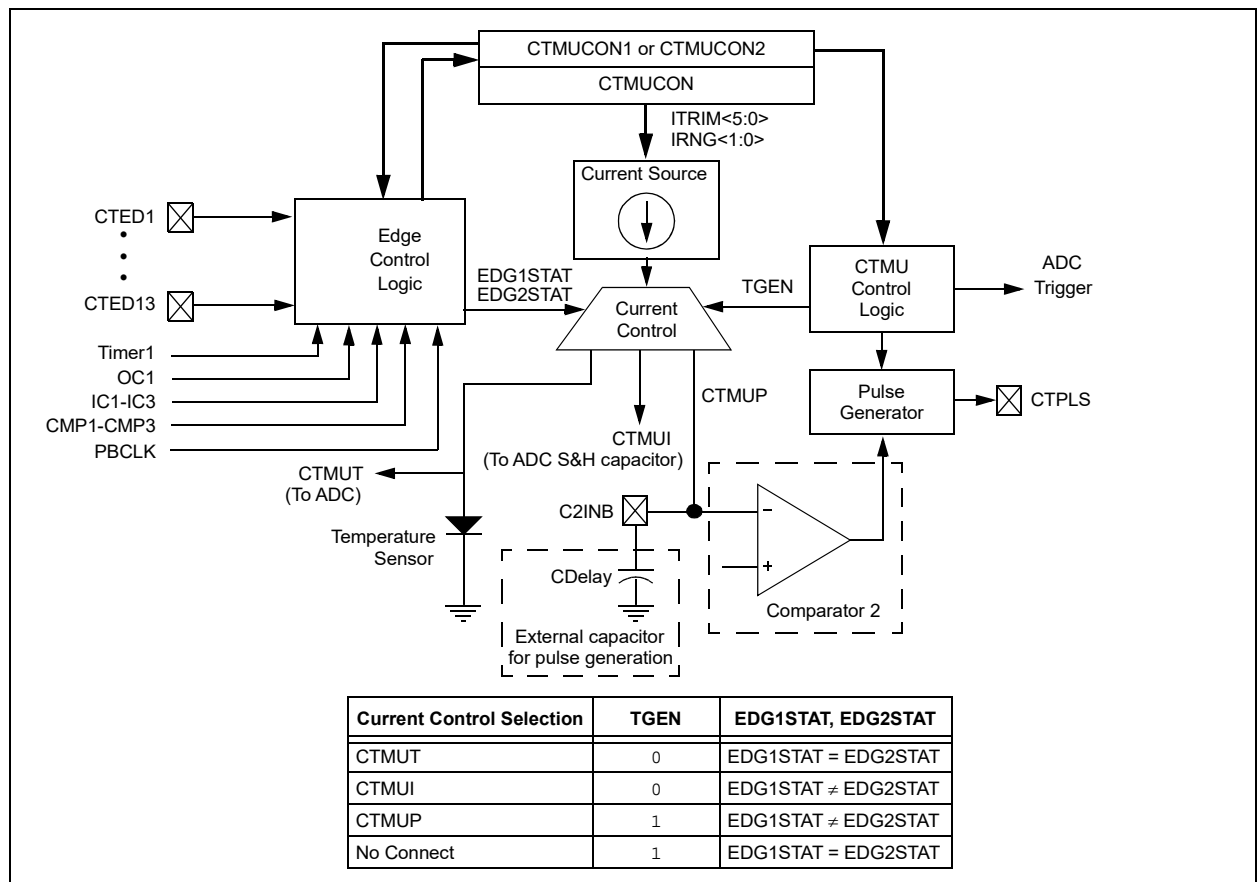 CTMUCON1 or CTMUCON2
CTMUCON
ITRIM<5:0>
IRNG<1:0>
Current Source
CTED1
CTED13
Edge
Control
Logic
EDG1STAT
EDG2STAT
Current
Control
TGEN
CTMU
Control
Logic
ADC
Trigger
Timer1
OC1
IC1-IC3
CMP1-CMP3
PBCLK
CTMUP
Pulse
Generator
CTPLS
CTMUT
(To ADC)
CTMUI
(To ADC S&H capacitor)
C2INB
Temperature
Sensor
CDelay
External capacitor
for pulse generation
−
+
Comparator 2
Current Control Selection TGEN EDG1STAT, EDG2STAT
CTMUT 0 EDG1STAT = EDG2STAT
CTMUI 0 EDG1STAT ≠ EDG2STAT
CTMUP 1 EDG1STAT ≠ EDG2STAT
No Connect 1 EDG1STAT = EDG2STAT